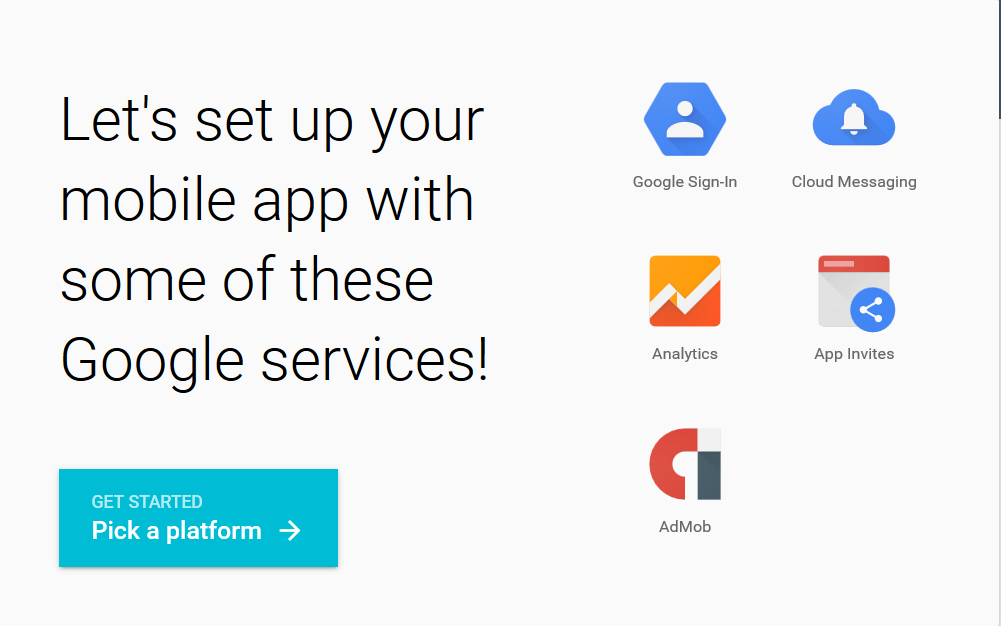 Let's set up your
mobile app with
some of these
Google services!
GET STARTED
Pick a platform
Google Sign-In
Cloud Messaging
Analytics
App Invites
AdMob